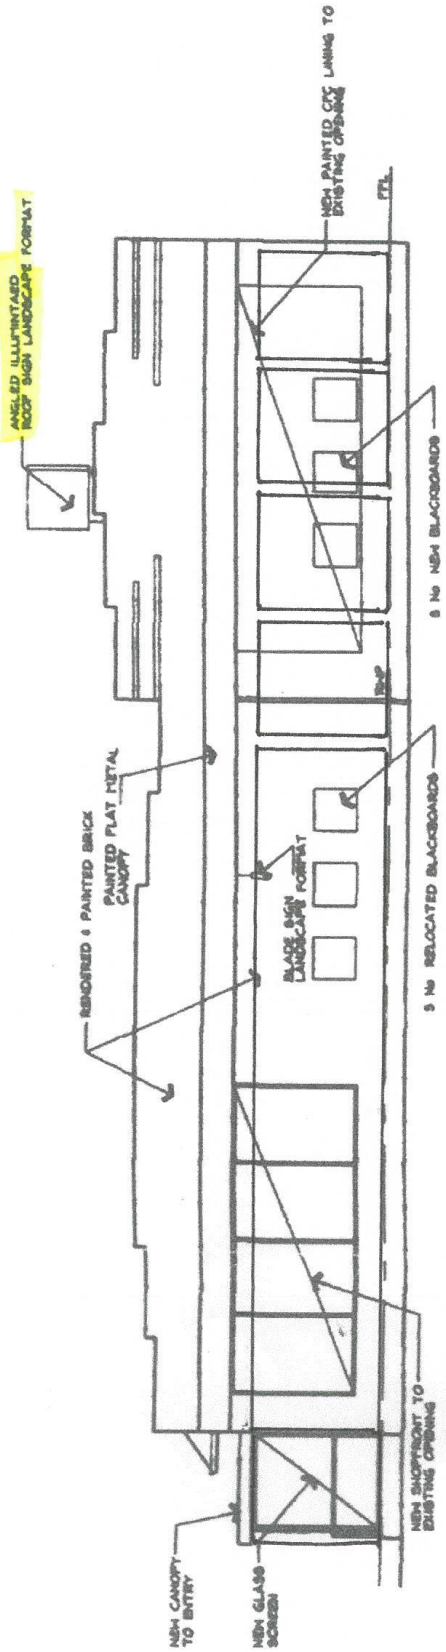 ANGLED ILLUMINTAED
ROOF SIGN LANDSCAPE FORMAT
RENDERED & PAINTED BRICK
PAINTED FLAT METAL
CANOPY
NEW CANOPY
TO ENTRY
NEW GLASS
SCREEN
BLADE SIGN
LANDSCAPE FORMAT
NEW PAINTED CFC LINING TO
EXISTING OPENING
FFL
NEW SHOPFRONT TO
EXISTING OPENING
3 No RELOCATED BLACKBOARDS
3 No NEW BLACKBOARDS